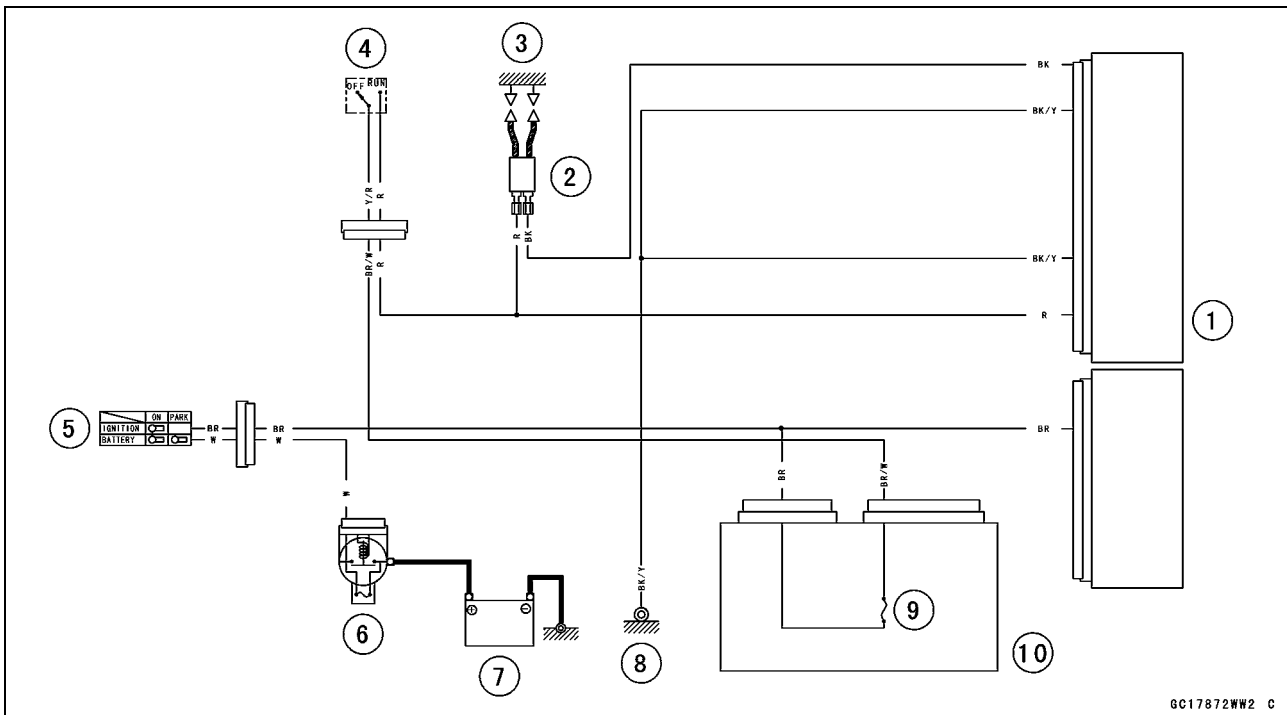 4
3
BK
OFF RUN
BK/Y
2
Y/R
R
R
BK
BR/W
R
BK/Y
R
1
5
ON PARK
IGNITION
BATTERY
BR
W
BR
W
BR
W
BR
BR/W
BK/Y
6
7
8
9
10
GC17872WW2 C